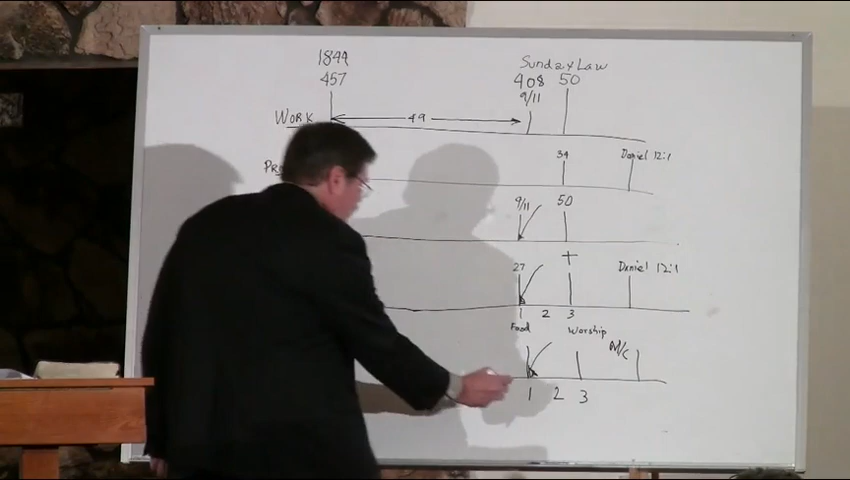 1844
457
Sunday Law
408 50
9/11
WORK 49
34 Daniel 12:1
9/11 50
27 Daniel 12:1
1 2 3
Food Worship
M/C
1 2 3